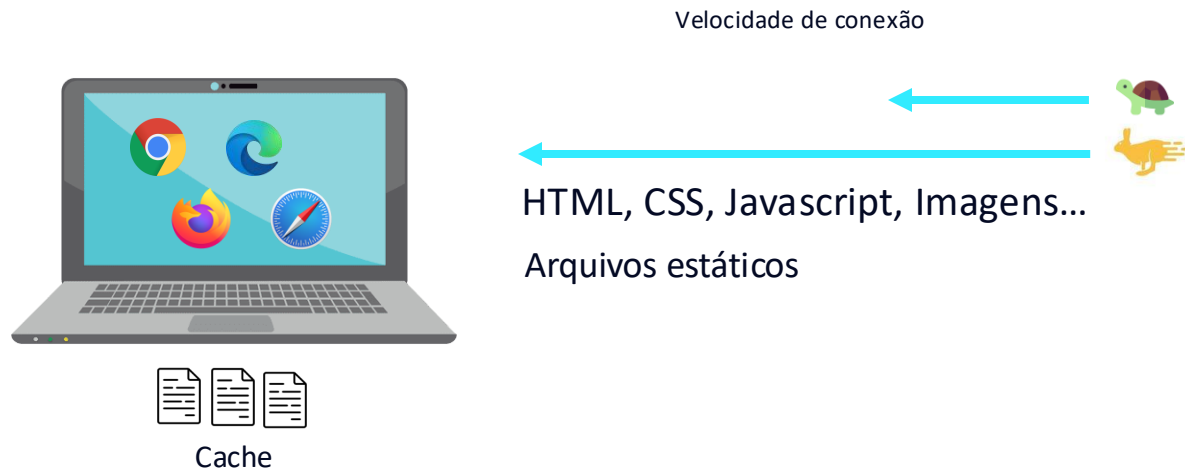 Velocidade de conexão
HTML, CSS, Javascript, Imagens...
Arquivos estáticos
Cache